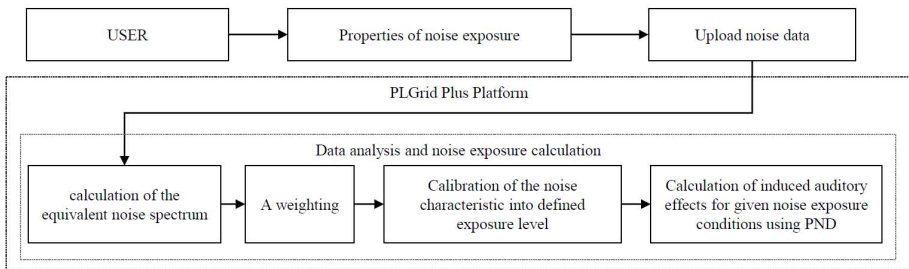 USER
Properties of noise exposure
Upload noise data
PLGrid Plus Platform
Data analysis and noise exposure calculation
calculation of the
equivalent noise spectrum
A weighting
Calibration of the noise
characteristic into defined
exposure level
Calculation of induced auditory
effects for given noise exposure
conditions using PND